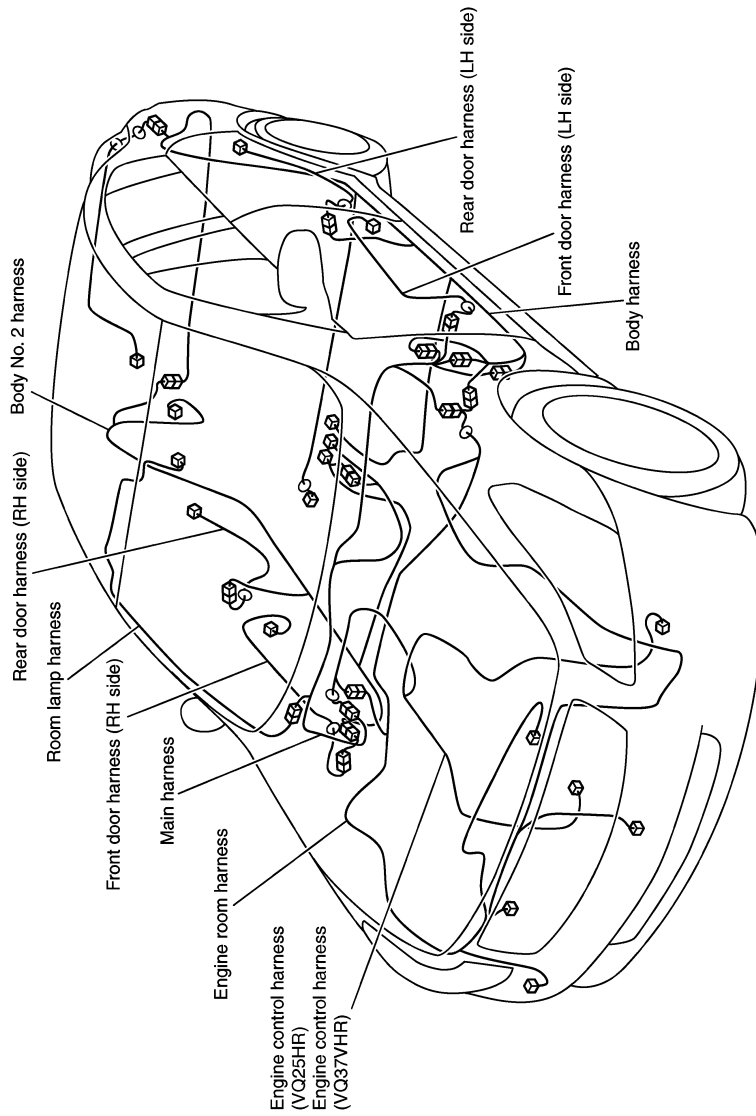 Body No. 2 harness
Rear door harness (RH side)
Room lamp harness
Front door harness (RH side)
Main harness
Engine room harness
Engine control harness
(VQ25HR)
Engine control harness
(VQ37VHR)
Rear door harness (LH side)
Front door harness (LH side)
Body harness